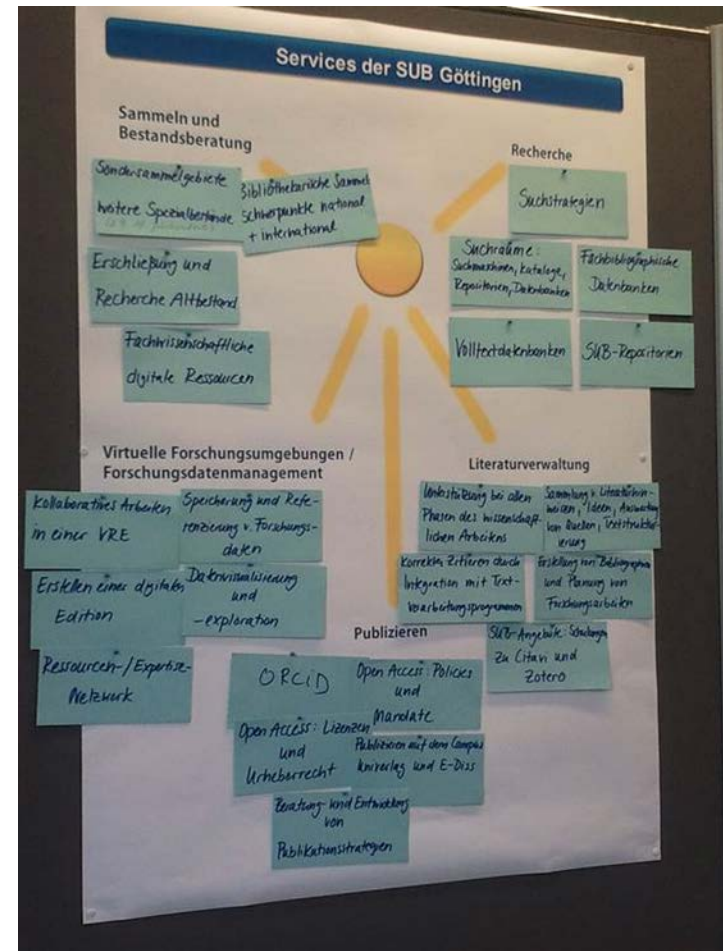 Services der SUB Göttingen
Sammeln und
Bestandsberatung
Sondersammelgebiete
weitere Spezialbestände
Bibliothekarische Sammel
schwerpunkte national
+ international
Erschließung und
Recherche Altbestand
Fachwissenschaftliche
digitale Ressourcen
Recherche
Suchstrategien
Suchräume:
Suchmaschinen, Kataloge,
Repositorien, Datenbanken
Fachbibliographische
Datenbanken
Volltextdatenbanken
SUB-Repositorien
Virtuelle Forschungsumgebungen /
Forschungsdatenmanagement
Kollaboratives Arbeiten
in einer VRE
Speicherung und Refe-
renzierung v. Forschungs-
daten
Erstellen einer digitalen
Edition
Datenvisualisierung
und
-exploration
Ressourcen-/Expertise-
Netzwerk
Literaturverwaltung
Unterstützung bei allen
Phasen des wissenschaft-
lichen Arbeitens
Sammlung v. Literaturhin-
weisen, Ideen, Auswertung
von Quellen, Textstruktu-
rierung
Korrektes Zitieren durch
Integration mit Text-
verarbeitungsprogrammen
Erstellung von Bibliographien
und Planung von
Forschungsarbeiten
SUB-Angebote: Schulungen
zu Citavi und
Zotero
Publizieren
ORCiD
Open Access: Policies
und
Mandate
Open Access: Lizenzen
und
Urheberrecht
Publizieren auf dem Campus
Univerlag und E-Diss
Beratung und Entwicklung
von
Publikationsstrategien